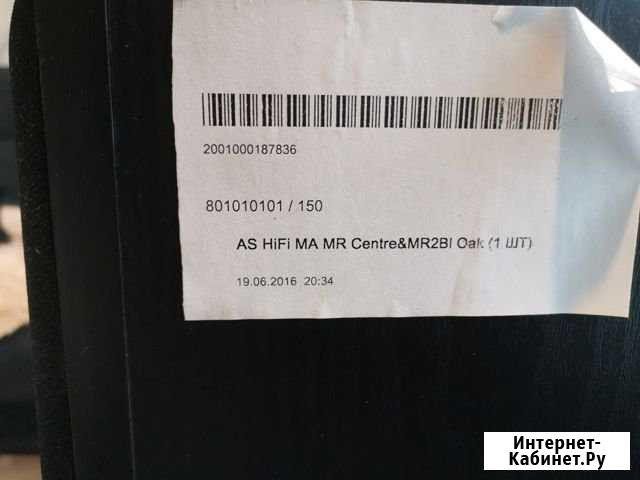 2001000187836
801010101 / 150
AS HiFi MA MR Centre&MR2Bl Oak (1 ШТ)
19.06.2016 20:34
Интернет-
Кабинет.Ру